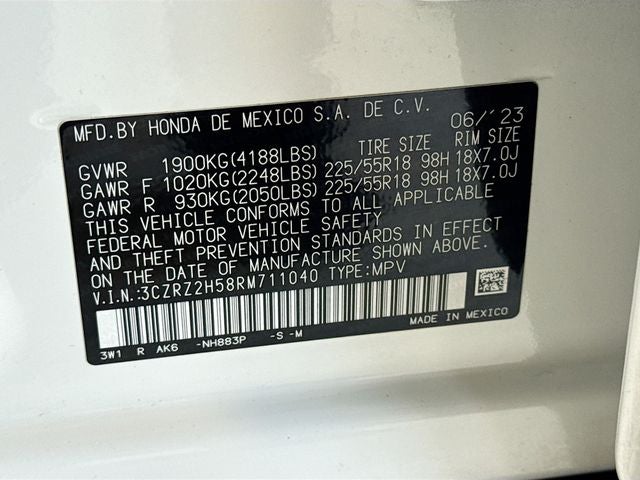 MFD.BY HONDA DE MEXICO S.A. DE C.V. 06/'23
TIRE SIZE RIM SIZE
GVWR 1900KG(4188LBS)
GAWR F 1020KG(2248LBS) 225/55R18 98H 18X7.0J
GAWR R 930KG(2050LBS) 225/55R18 98H 18X7.0J
THIS VEHICLE CONFORMS TO ALL APPLICABLE
FEDERAL MOTOR VEHICLE SAFETY
AND THEFT PREVENTION STANDARDS IN EFFECT
ON THE DATE OF MANUFACTURE SHOWN ABOVE.
V.I.N.:3CZRZ2H58RM711040 TYPE:MPV
3W1 R AK6 -NH883P -S -M
MADE IN MEXICO